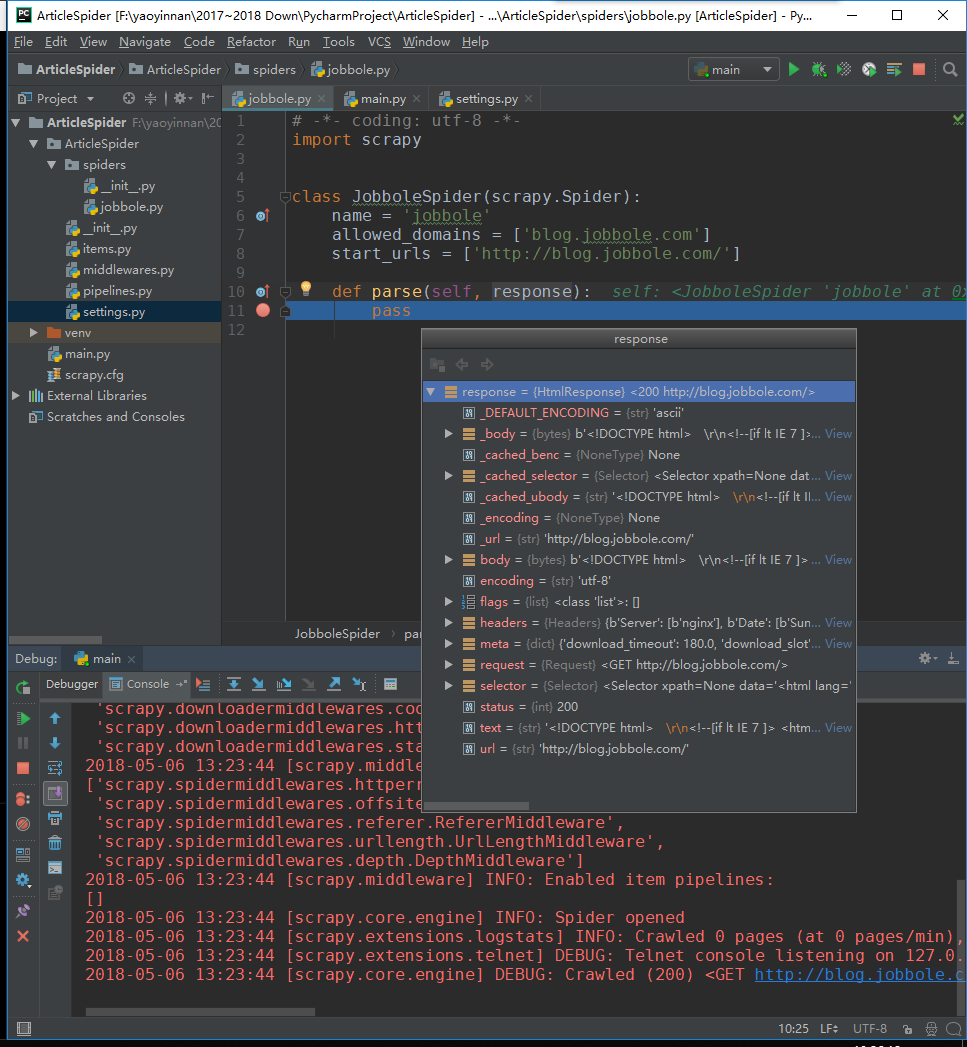 ArticleSpider [F:\yaoyinnan\2017~2018 Down\PycharmProject\ArticleSpider] - ...\ArticleSpider\spiders\jobbole.py [ArticleSpider] - Py...
File Edit View Navigate Code Refactor Run Tools VCS Window Help
ArticleSpider ArticleSpider spiders jobbole.py main
Project jobbole.py main.py settings.py
ArticleSpider F:\yaoyinnan\20
ArticleSpider
spiders
__init__.py
jobbole.py
__init__.py
items.py
middlewares.py
pipelines.py
settings.py
venv
main.py
scrapy.cfg
External Libraries
Scratches and Consoles
1 # -*- coding: utf-8 -*-
2 import scrapy
3
4
5 class JobboleSpider(scrapy.Spider):
6 name = 'jobbole'
7 allowed_domains = ['blog.jobbole.com']
8 start_urls = ['http://blog.jobbole.com/']
9
10 def parse(self, response): self: <JobboleSpider 'jobbole' at 0x
11 pass
12
response
response = {HtmlResponse} <200 http://blog.jobbole.com/>
_DEFAULT_ENCODING = {str} 'ascii'
_body = {bytes} b'<!DOCTYPE html> \r\n<!--[if lt IE 7 ]>... View
_cached_benc = {NoneType} None
_cached_selector = {Selector} <Selector xpath=None dat... View
_cached_ubody = {str} '<!DOCTYPE html> \r\n<!--[if lt II... View
_encoding = {NoneType} None
_url = {str} 'http://blog.jobbole.com/'
body = {bytes} b'<!DOCTYPE html> \r\n<!--[if lt IE 7 ]>... View
encoding = {str} 'utf-8'
flags = {list} <class 'list'>: []
headers = {Headers} {b'Server': [b'nginx'], b'Date': [b'Sun... View
meta = {dict} {'download_timeout': 180.0, 'download_slot'... View
request = {Request} <GET http://blog.jobbole.com/>
selector = {Selector} <Selector xpath=None data='<html lang='
status = {int} 200
text = {str} '<!DOCTYPE html> \r\n<!--[if lt IE 7 ]> <htm... View
url = {str} 'http://blog.jobbole.com/'
JobboleSpider › par
Debug: main
Debugger Console
'scrapy.downloadermiddlewares.coo
'scrapy.downloadermiddlewares.htt
'scrapy.downloadermiddlewares.sta
2018-05-06 13:23:44 [scrapy.middle
['scrapy.spidermiddlewares.httperr
'scrapy.spidermiddlewares.offsite
'scrapy.spidermiddlewares.referer.RefererMiddleware',
'scrapy.spidermiddlewares.urllength.UrlLengthMiddleware',
'scrapy.spidermiddlewares.depth.DepthMiddleware']
2018-05-06 13:23:44 [scrapy.middleware] INFO: Enabled item pipelines:
[]
2018-05-06 13:23:44 [scrapy.core.engine] INFO: Spider opened
2018-05-06 13:23:44 [scrapy.extensions.logstats] INFO: Crawled 0 pages (at 0 pages/min),
2018-05-06 13:23:44 [scrapy.extensions.telnet] DEBUG: Telnet console listening on 127.0.
2018-05-06 13:23:44 [scrapy.core.engine] DEBUG: Crawled (200) <GET http://blog.jobbole.c
10:25 LF UTF-8